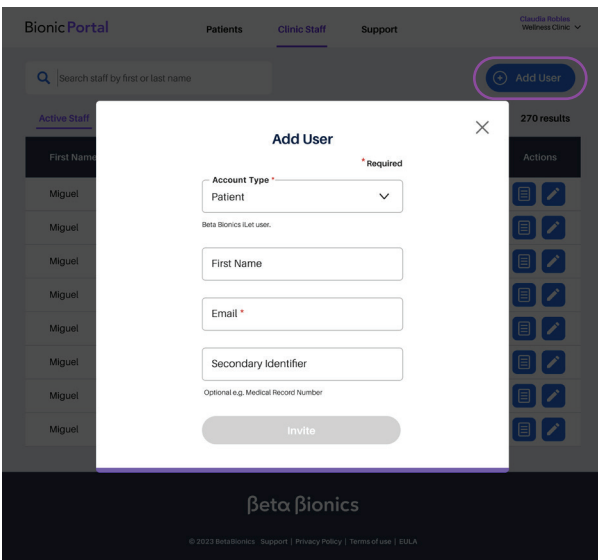 Bionic Portal
Patients
Clinic Staff
Support
Claudia Robles
Wellness Clinic
Search staff by first or last name
Add User
Active Staff
270 results
Add User
* Required
First Name
Actions
Account Type *
Patient
Beta Bionics iLet user.
First Name
Email *
Secondary Identifier
Optional e.g. Medical Record Number
Invite
Miguel
Miguel
Miguel
Miguel
Miguel
Miguel
Miguel
Miguel
βeta βionics
© 2023 BetaBionics Support | Privacy Policy | Terms of use | EULA